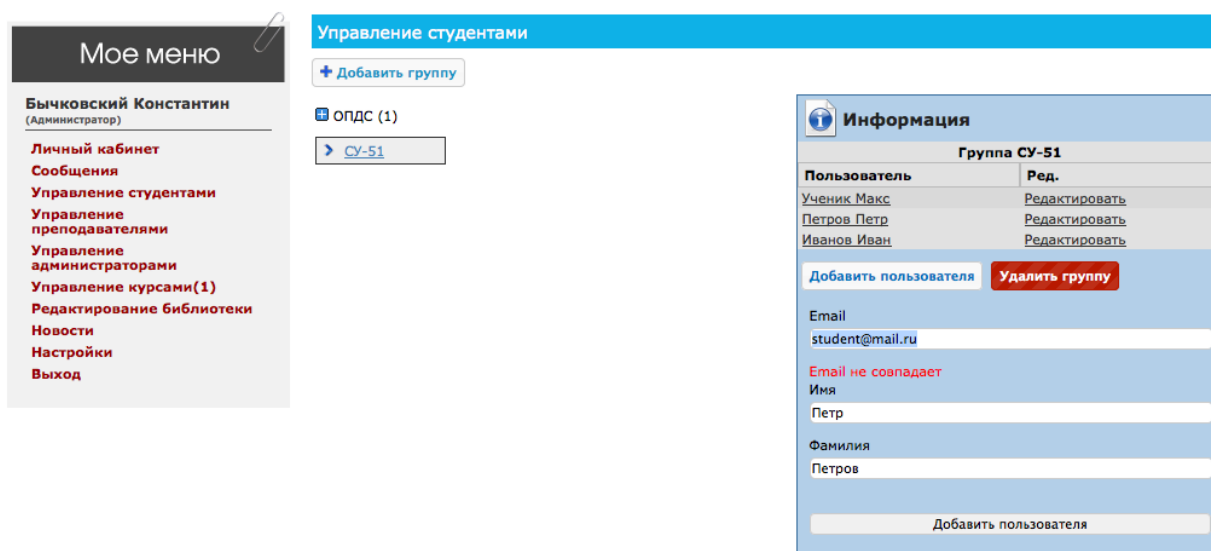 Мое меню
Бычковский Константин
(Администратор)
Личный кабинет
Сообщения
Управление студентами
Управление
преподавателями
Управление
администраторами
Управление курсами(1)
Редактирование библиотеки
Новости
Настройки
Выход
Управление студентами
Добавить группу
ОПДС (1)
СУ-51
Информация
Группа СУ-51
Пользователь Ред.
Ученик Макс Редактировать
Петров Петр Редактировать
Иванов Иван Редактировать
Добавить пользователя Удалить группу
Email
student@mail.ru
Email не совпадает
Имя
Петр
Фамилия
Петров
Добавить пользователя